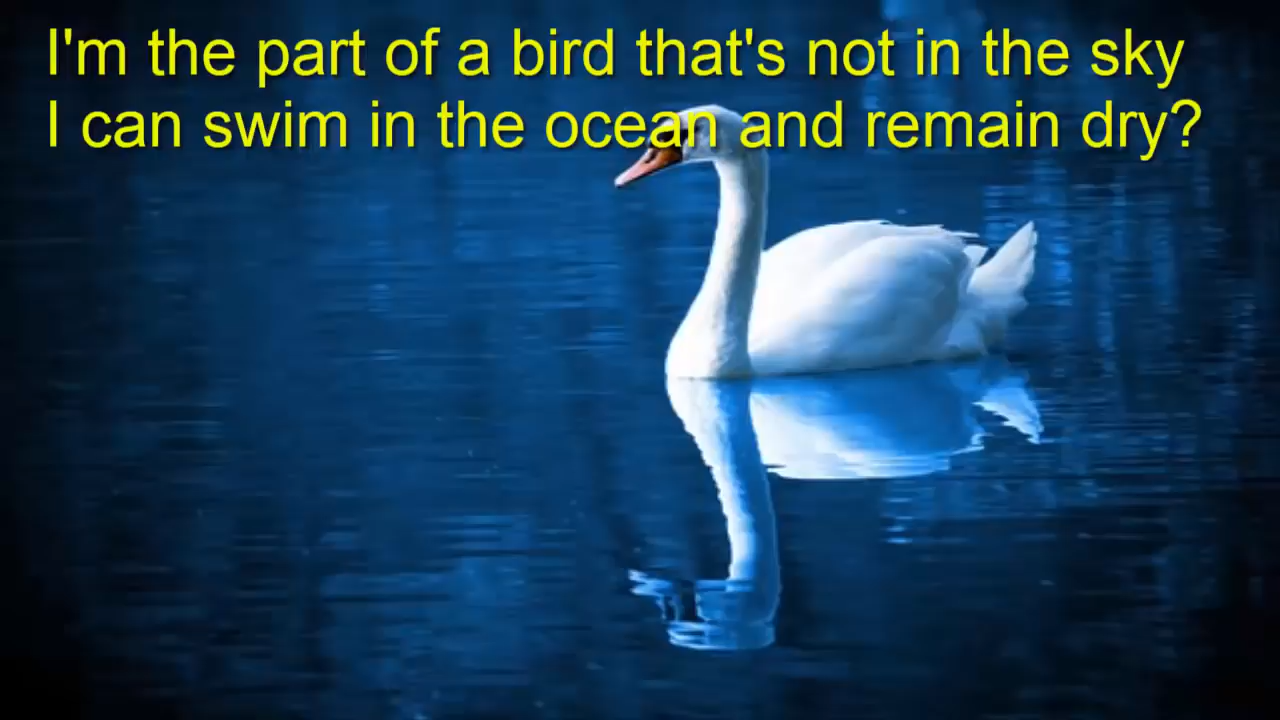 I'm the part of a bird that's not in the sky
I can swim in the ocean and remain dry?